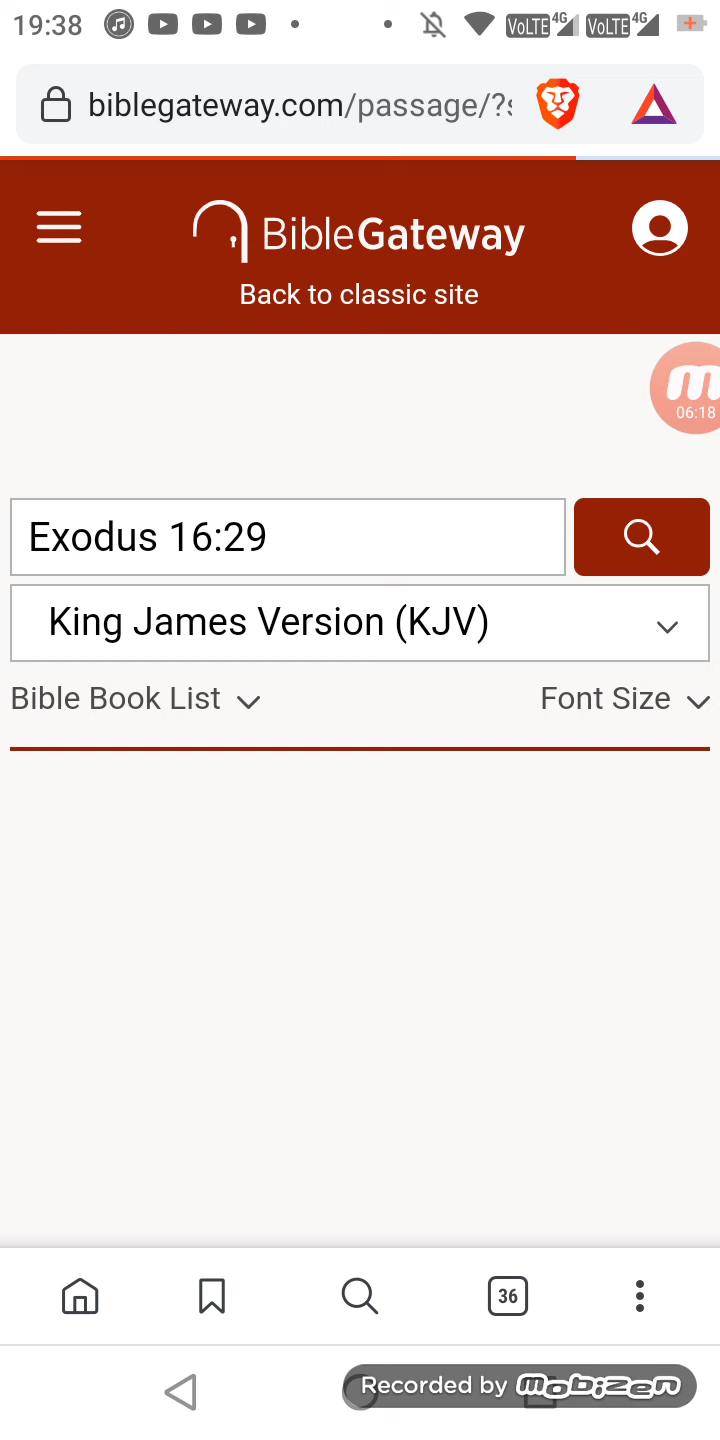 19:38 VoLTE 4G VoLTE 4G
biblegateway.com/passage/?s
BibleGateway
Back to classic site
m
06:18
Exodus 16:29
King James Version (KJV)
Bible Book List Font Size
36
Recorded by mobizen